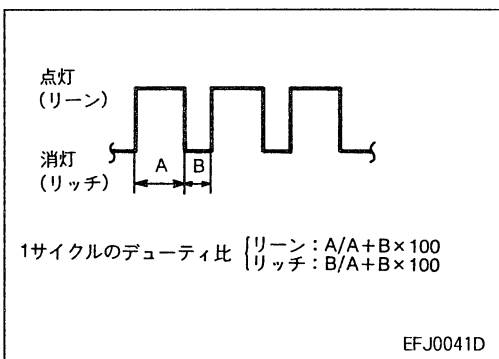 点灯
(リーン)
消灯
(リッチ)
A B
1サイクルのデューティ比 {リーン:A/A+B×100
リッチ:B/A+B×100
EFJ0041D